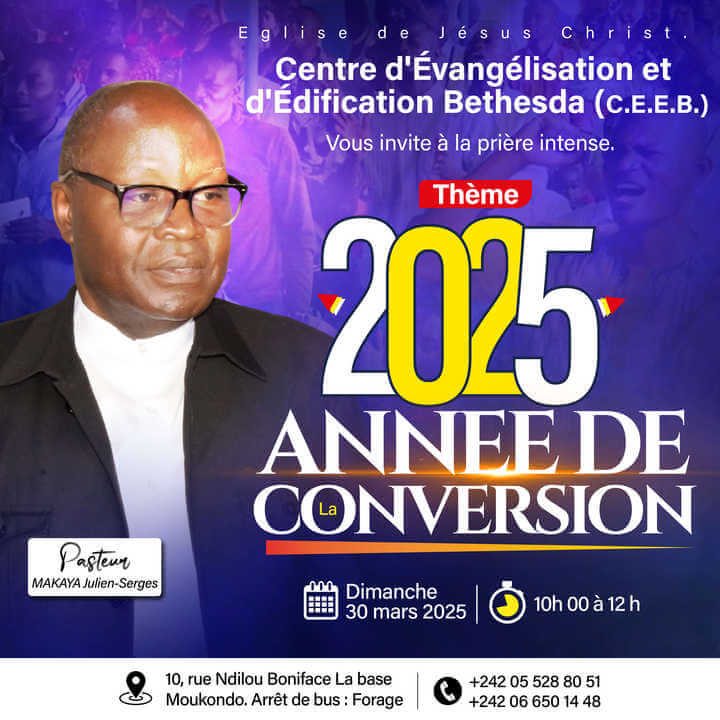 Eglise de Jésus Christ.
Centre d'Évangélisation et
d'Édification Bethesda (C.E.E.B.)
Vous invite à la prière intense.
Thème
2025
ANNEE DE
La
CONVERSION
Pasteur
MAKAYA Julien-Serges
Dimanche
30 mars 2025
10h 00 à 12 h
10, rue Ndilou Boniface La base
Moukondo. Arrêt de bus : Forage
+242 05 528 80 51
+242 06 650 14 48